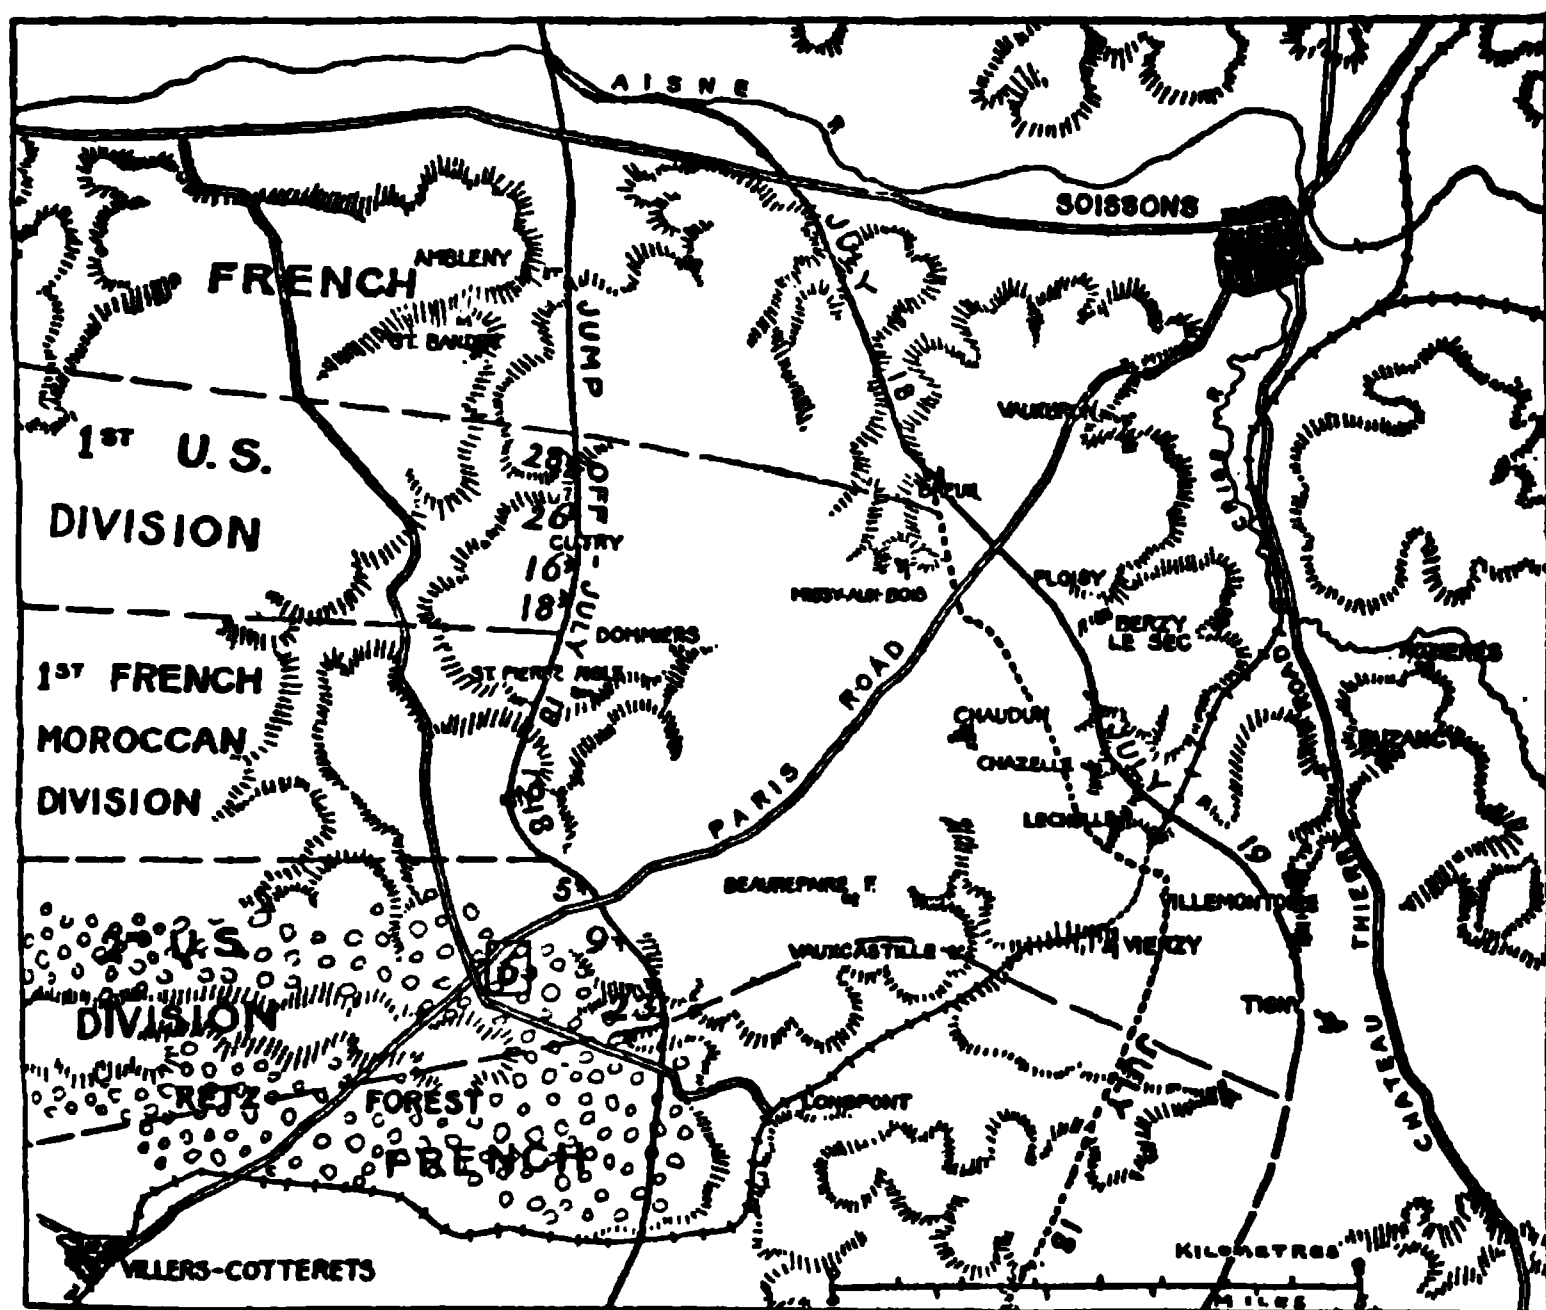 AISNE
R
SOISSONS
JULY
18
FRENCH
AMBLENY
JUMP
OFF - JULY
18
1918
1ST U.S.
DIVISION
28
26
16
18
CUTRY
VAUXBUIN
MISSY-AUX-BOIS
PLOISY
BERZY
LE SEC
CRISE R
1ST FRENCH
MOROCCAN
DIVISION
DOMMIERS
ST. PIERRE AIGLE
PARIS ROAD
CHAUDUN
CHAZELLE
LECHELLE
JULY
19
ROAD
BUZANCY
R.
5
9
23
6
BEAUREPAIRE F.
VAUXCASTILLE
VIERZY
VILLEMONTOIRE
TIGNY
CHATEAU THIERRY
2ND U.S.
DIVISION
RETZ FOREST
FRENCH
LONGPONT
JULY
18
VILLERS-COTTERETS
KILOMETRES
MILES